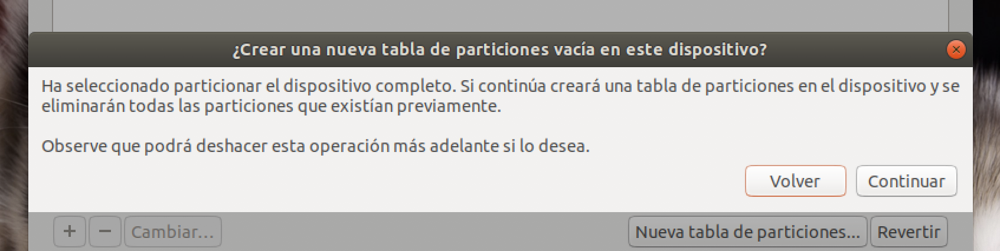 ¿Crear una nueva tabla de particiones vacía en este dispositivo?
Ha seleccionado particionar el dispositivo completo. Si continúa creará una tabla de particiones en el dispositivo y se
eliminarán todas las particiones que existían previamente.
Observe que podrá deshacer esta operación más adelante si lo desea.
Volver Continuar
+ − Cambiar... Nueva tabla de particiones... Revertir